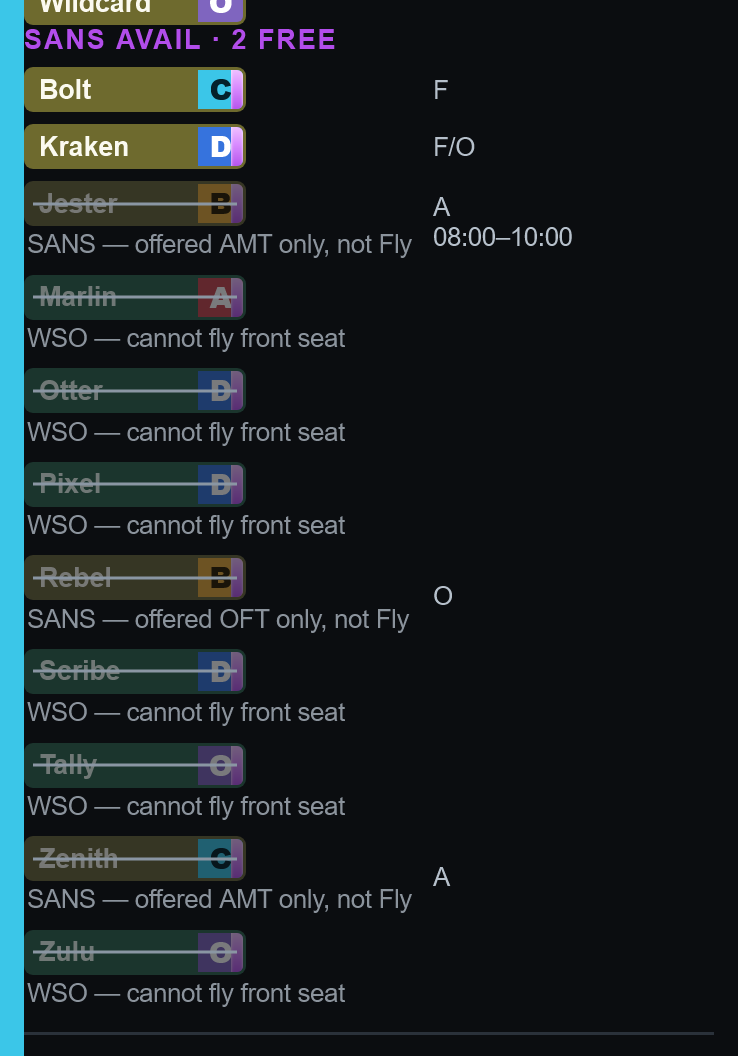 Wildcard O
SANS AVAIL · 2 FREE
Bolt C F
Kraken D F/O
Jester B A
SANS — offered AMT only, not Fly 08:00–10:00
Marlin A
WSO — cannot fly front seat
Otter D
WSO — cannot fly front seat
Pixel D
WSO — cannot fly front seat
Rebel B O
SANS — offered OFT only, not Fly
Scribe D
WSO — cannot fly front seat
Tally O
WSO — cannot fly front seat
Zenith C A
SANS — offered AMT only, not Fly
Zulu O
WSO — cannot fly front seat